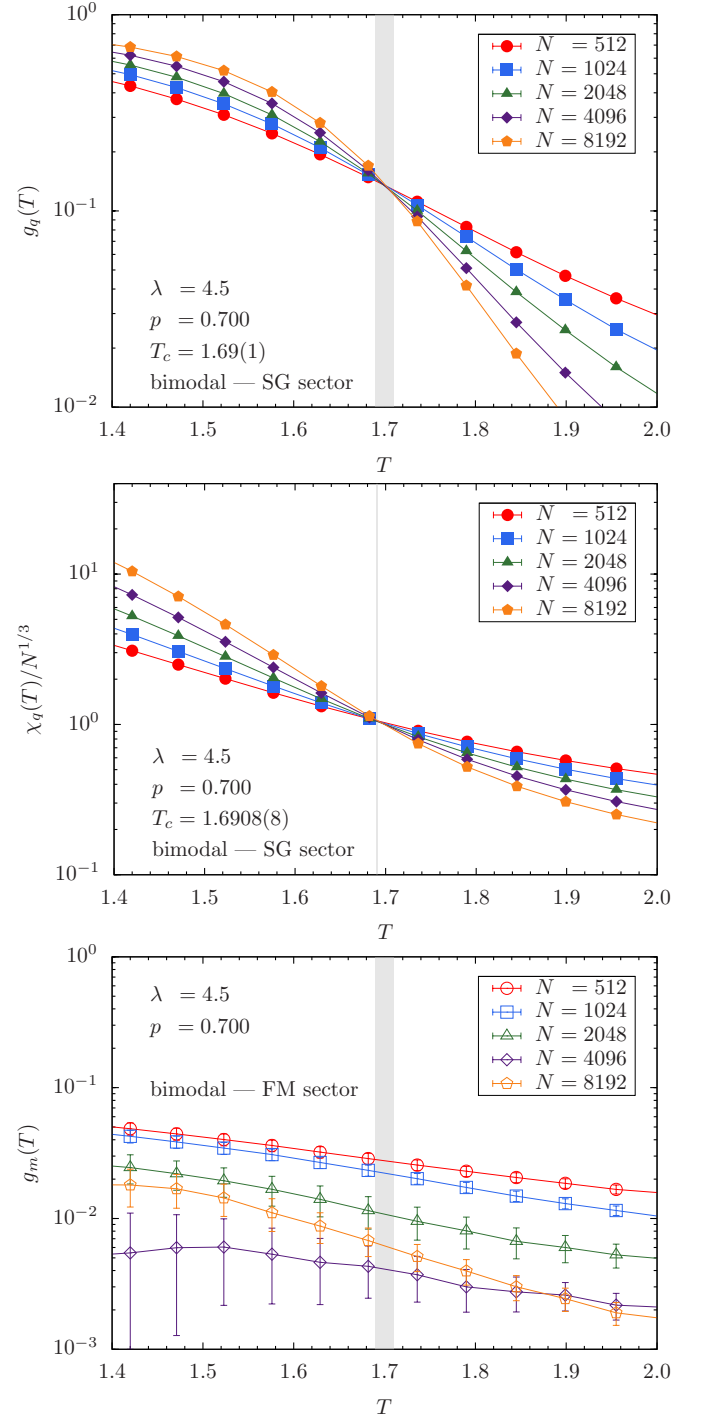 10^0
10^{-1}
10^{-2}
g_q(T)
N = 512
N = 1024
N = 2048
N = 4096
N = 8192
λ = 4.5
p = 0.700
T_c = 1.69(1)
bimodal — SG sector
1.4 1.5 1.6 1.7 1.8 1.9 2.0
T
10^1
10^0
10^{-1}
χ_q(T)/N^{1/3}
N = 512
N = 1024
N = 2048
N = 4096
N = 8192
λ = 4.5
p = 0.700
T_c = 1.6908(8)
bimodal — SG sector
1.4 1.5 1.6 1.7 1.8 1.9 2.0
T
10^0
10^{-1}
10^{-2}
10^{-3}
g_m(T)
λ = 4.5
p = 0.700
bimodal — FM sector
N = 512
N = 1024
N = 2048
N = 4096
N = 8192
1.4 1.5 1.6 1.7 1.8 1.9 2.0
T